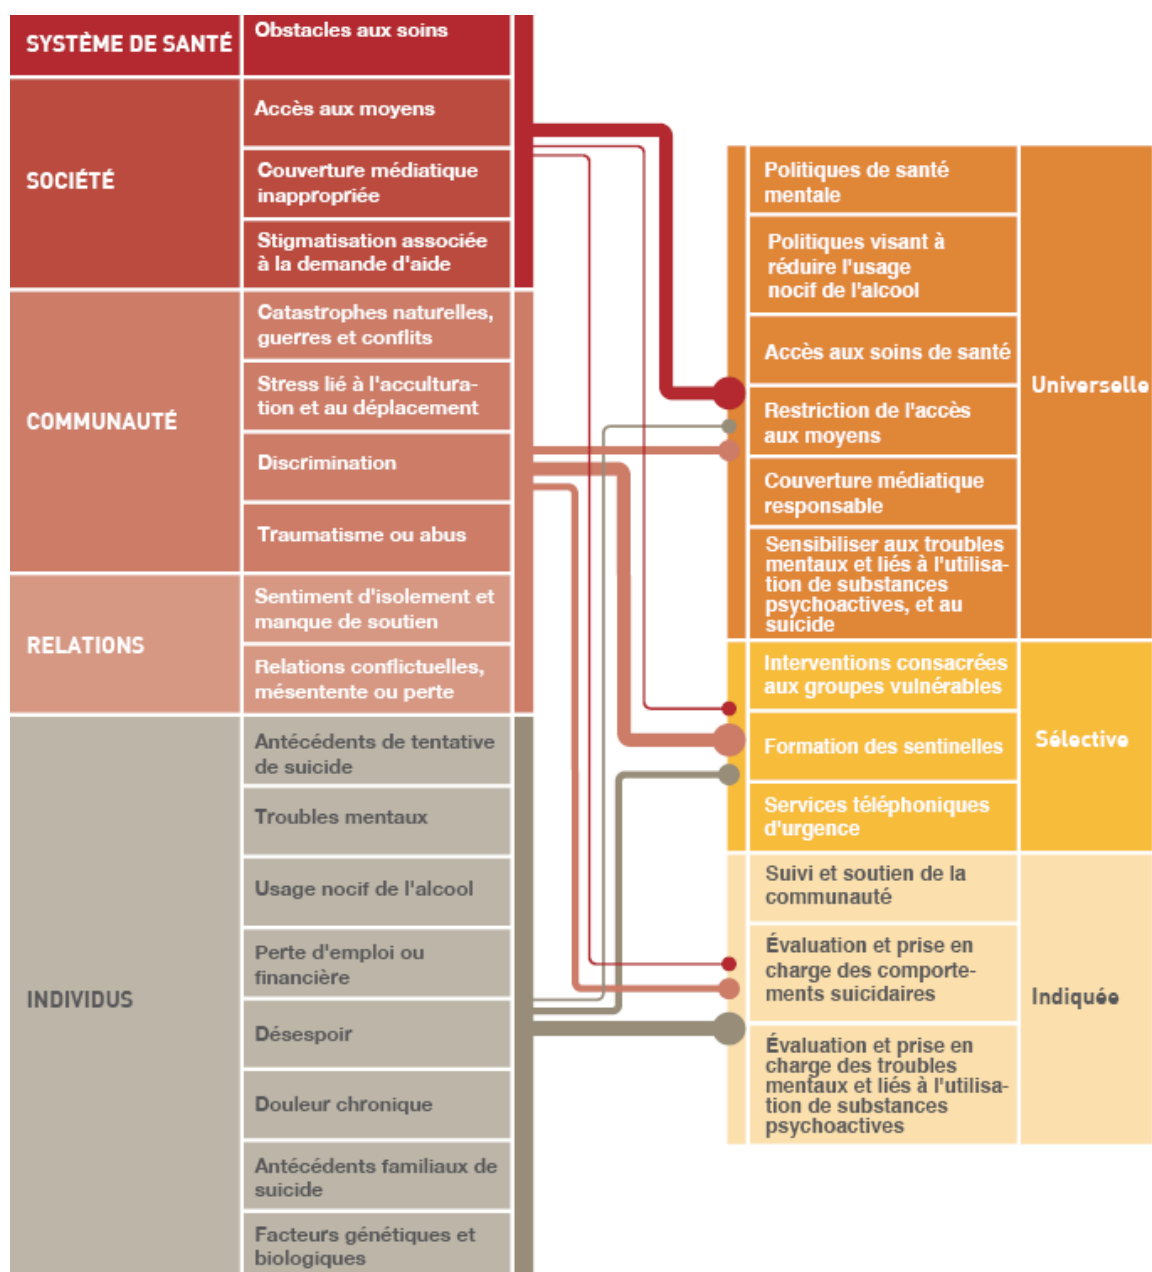 SYSTÈME DE SANTÉ
Obstacles aux soins
SOCIÉTÉ
Accès aux moyens
Couverture médiatique
inappropriée
Stigmatisation associée
à la demande d'aide
COMMUNAUTÉ
Catastrophes naturelles,
guerres et conflits
Stress lié à l'accultura-
tion et au déplacement
Discrimination
Traumatisme ou abus
RELATIONS
Sentiment d'isolement et
manque de soutien
Relations conflictuelles,
mésentente ou perte
INDIVIDUS
Antécédents de tentative
de suicide
Troubles mentaux
Usage nocif de l'alcool
Perte d'emploi ou
financière
Désespoir
Douleur chronique
Antécédents familiaux de
suicide
Facteurs génétiques et
biologiques
Politiques de santé
mentale
Politiques visant à
réduire l'usage
nocif de l'alcool
Accès aux soins de santé
Restriction de l'accès
aux moyens
Couverture médiatique
responsable
Sensibiliser aux troubles
mentaux et liés à l'utilisa-
tion de substances
psychoactives, et au
suicide
Universelle
Interventions consacrées
aux groupes vulnérables
Formation des sentinelles
Services téléphoniques
d'urgence
Sélective
Suivi et soutien de la
communauté
Évaluation et prise en
charge des comporte-
ments suicidaires
Évaluation et prise en
charge des troubles
mentaux et liés à l'utilisa-
tion de substances
psychoactives
Indiquée